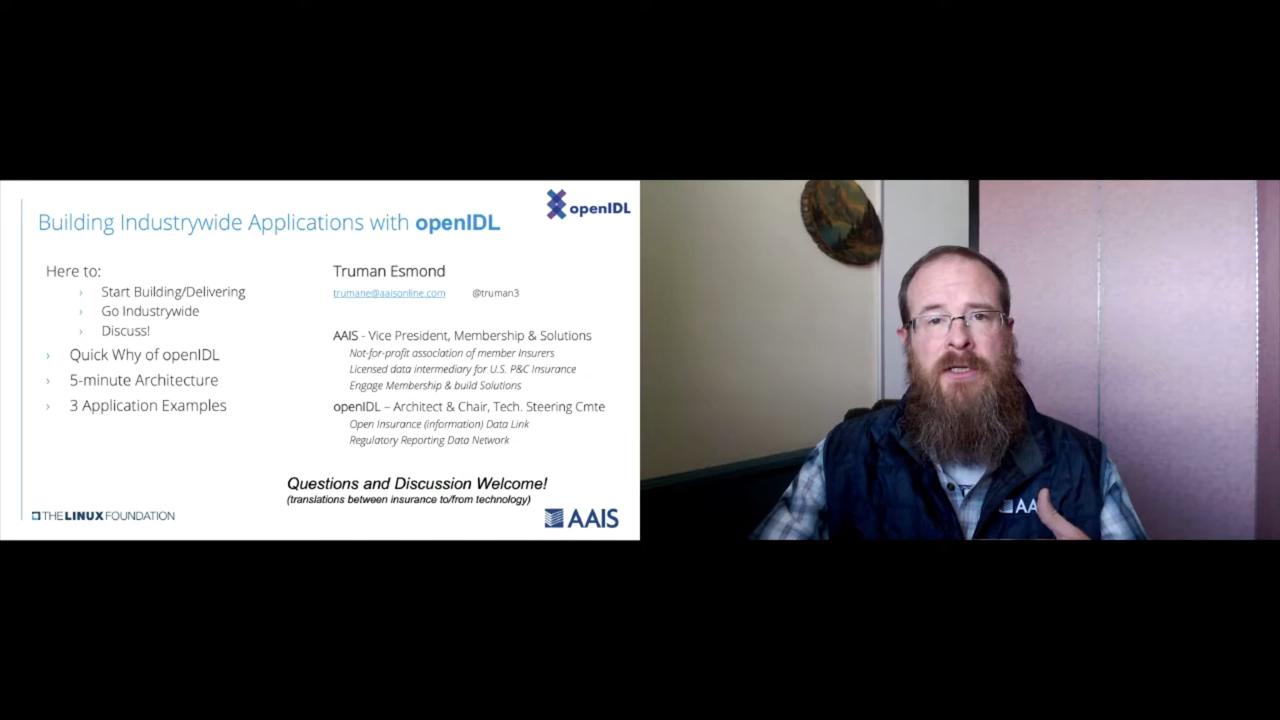 Building Industrywide Applications with openIDL
openIDL
Here to:
› Start Building/Delivering
› Go Industrywide
› Discuss!
› Quick Why of openIDL
› 5-minute Architecture
› 3 Application Examples
Truman Esmond
trumane@aaisonline.com @truman3
AAIS - Vice President, Membership & Solutions
Not-for-profit association of member Insurers
Licensed data intermediary for U.S. P&C Insurance
Engage Membership & build Solutions
openIDL – Architect & Chair, Tech. Steering Cmte
Open Insurance (information) Data Link
Regulatory Reporting Data Network
Questions and Discussion Welcome!
(translations between insurance to/from technology)
THE LINUX FOUNDATION
AAIS
AA